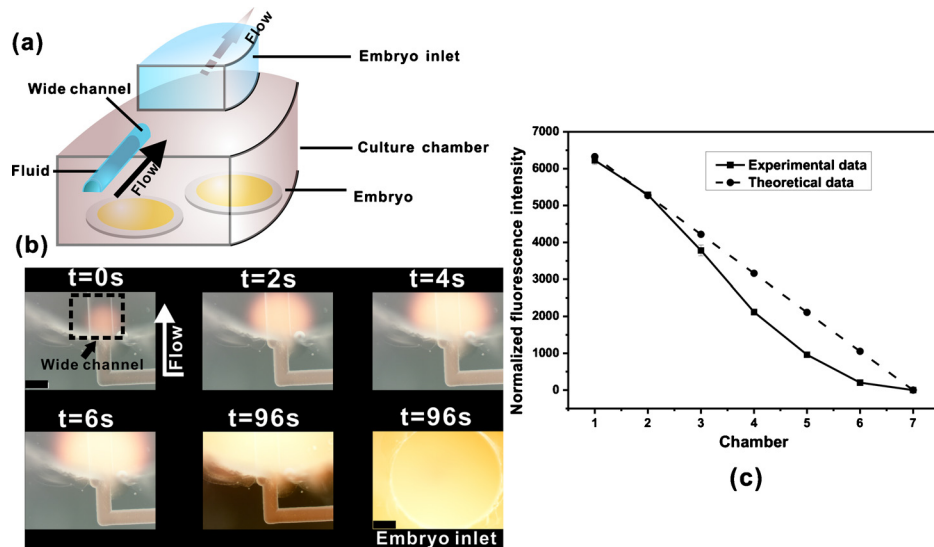 (a)
Flow
Embryo inlet
Wide channel
Culture chamber
Fluid
Flow
Embryo
(b)
t=0s
t=2s
t=4s
Wide channel
Flow
t=6s
t=96s
t=96s
Embryo inlet
Normalized fluorescence intensity
7000
6000
5000
4000
3000
2000
1000
0
Experimental data
Theoretical data
1 2 3 4 5 6 7
Chamber
(c)